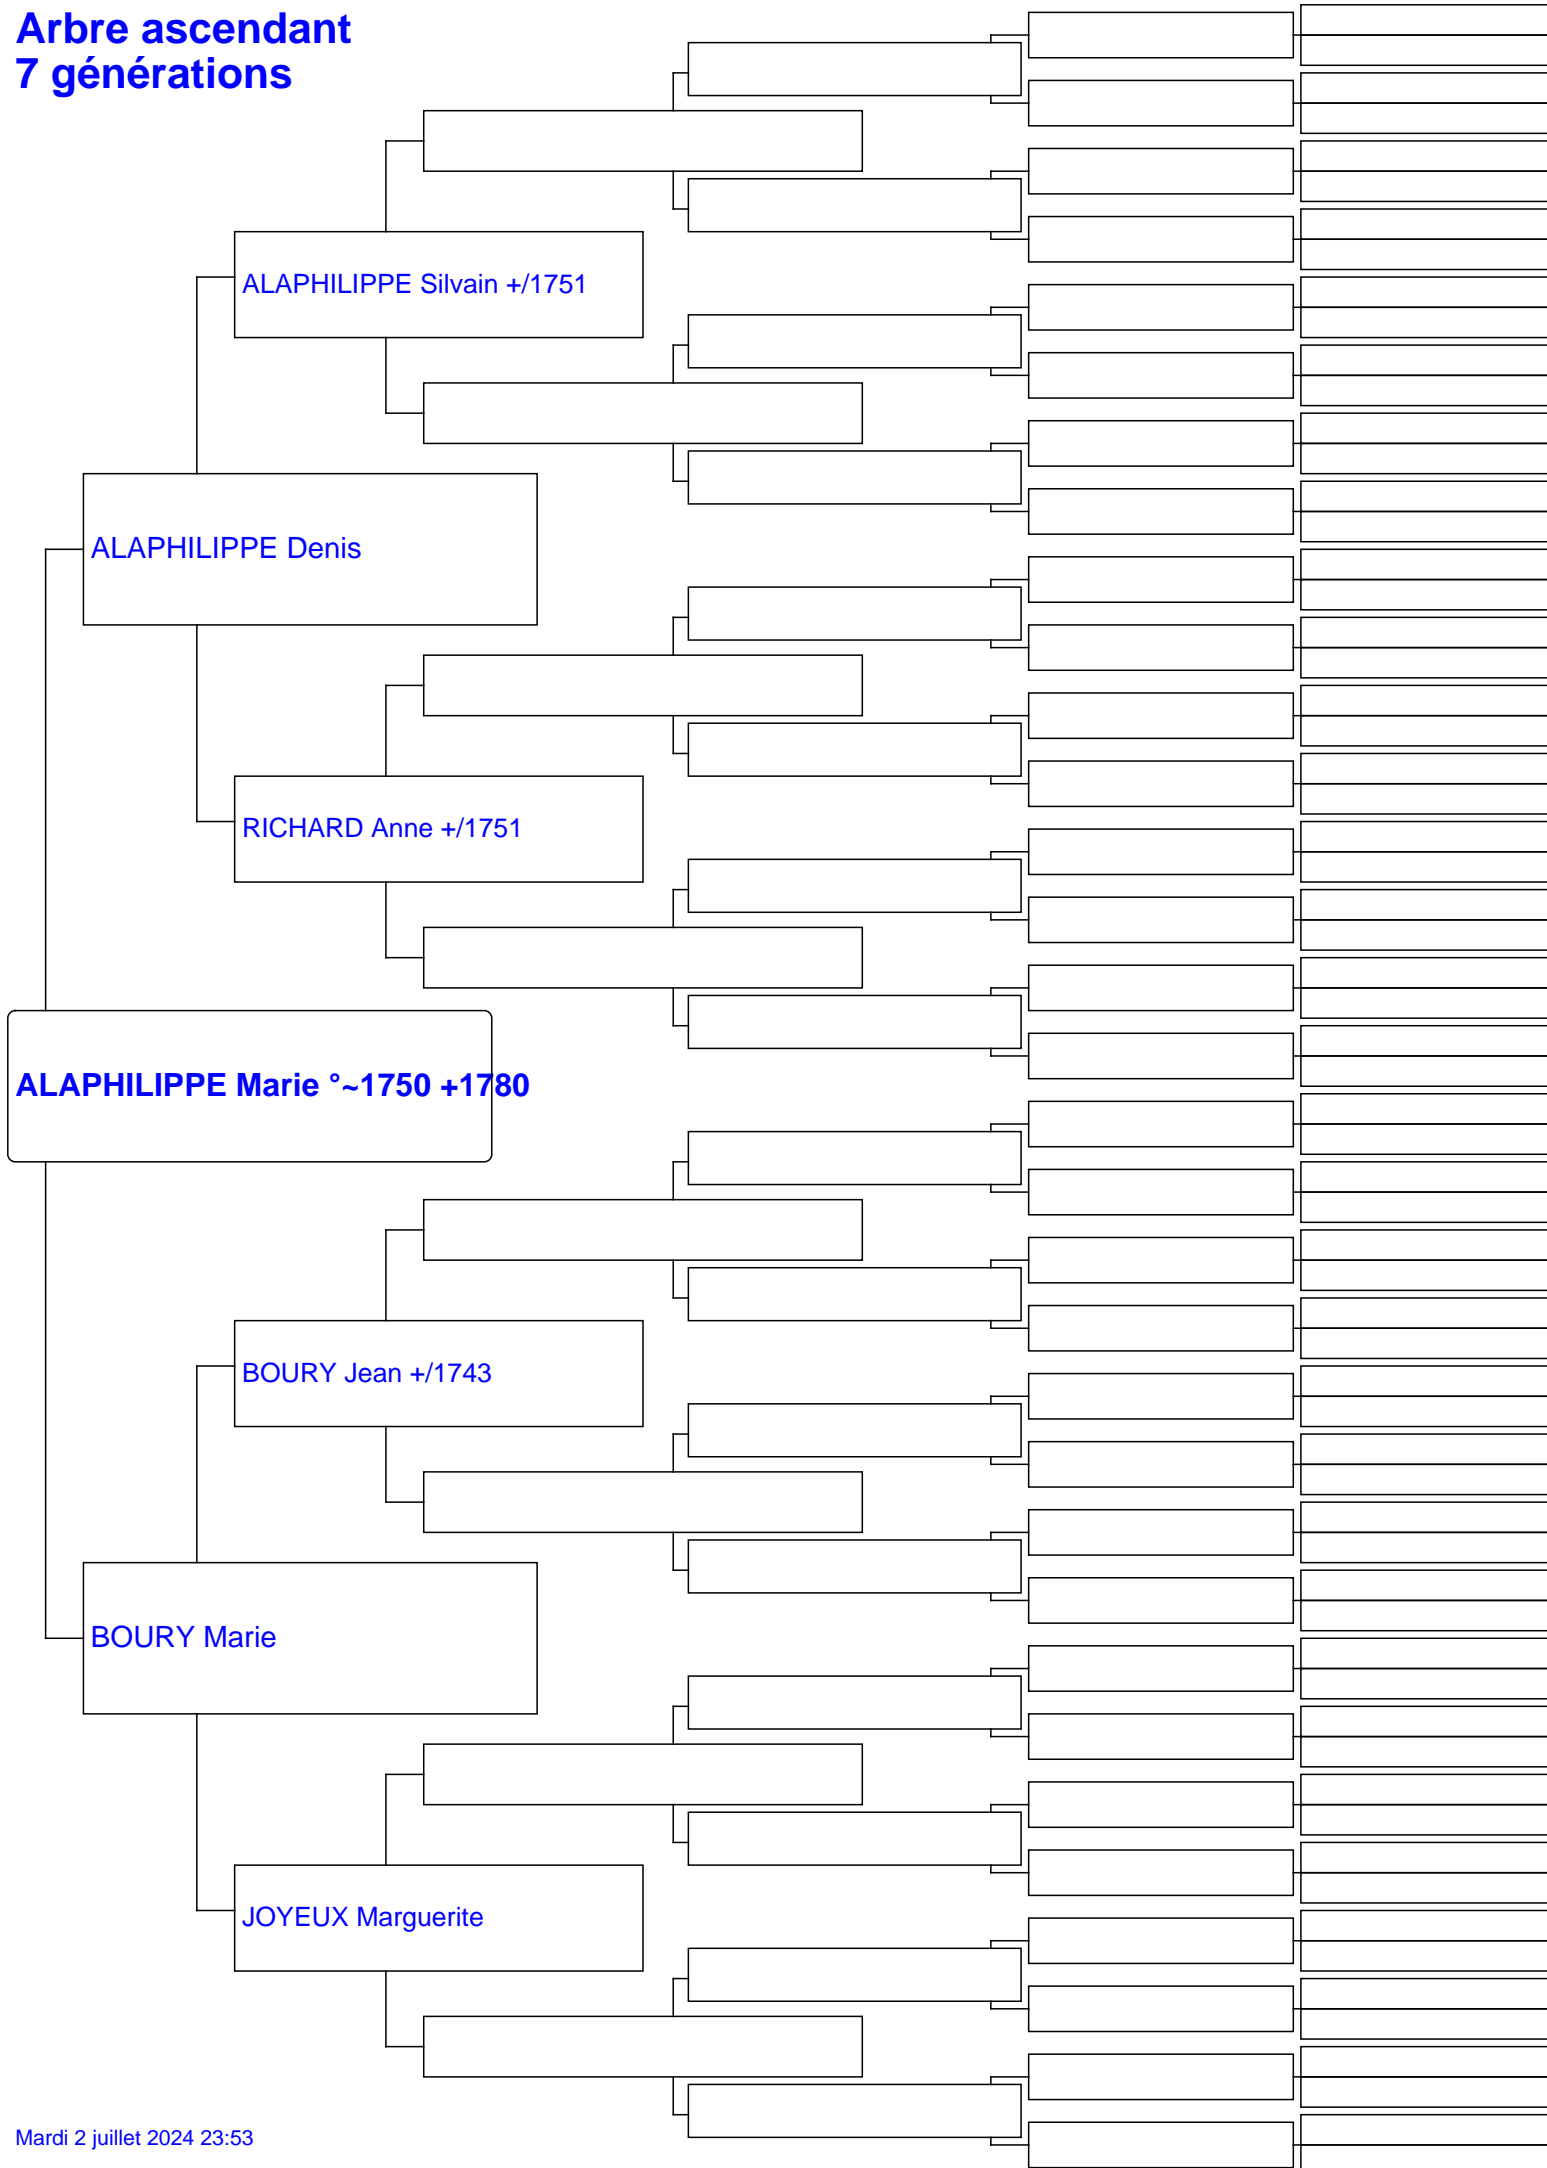 Arbre ascendant
7 générations
ALAPHILIPPE Silvain +/1751
ALAPHILIPPE Denis
RICHARD Anne +/1751
ALAPHILIPPE Marie °~1750 +1780
BOURY Jean +/1743
BOURY Marie
JOYEUX Marguerite
Mardi 2 juillet 2024 23:53